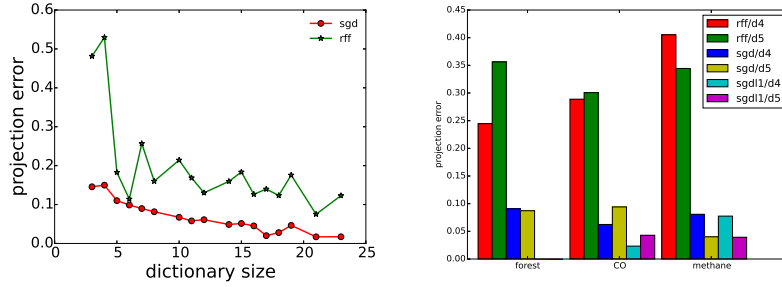 0.6
0.5
0.4
0.3
0.2
0.1
0.0
0
5
10
15
20
25
projection error
dictionary size
sgd
rff
0.45
0.40
0.35
0.30
0.25
0.20
0.15
0.10
0.05
0.00
projection error
forest
CO
methane
rff/d4
rff/d5
sgd/d4
sgd/d5
sgdl1/d4
sgdl1/d5